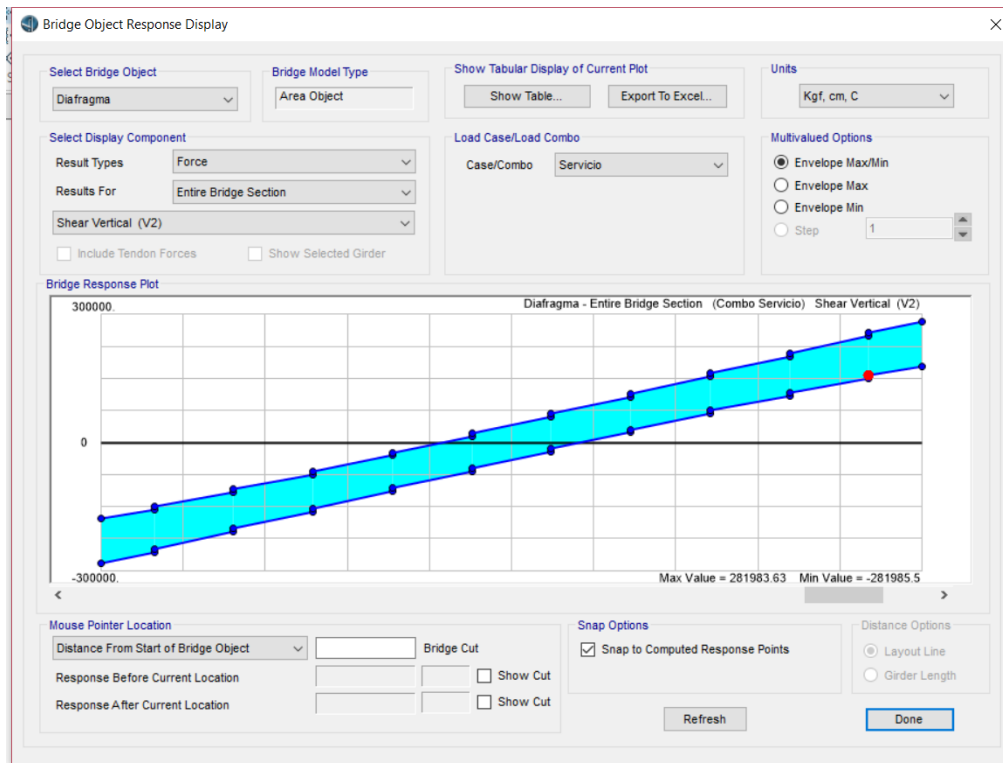 Bridge Object Response Display
Select Bridge Object
Diafragma
Bridge Model Type
Area Object
Show Tabular Display of Current Plot
Show Table...
Export To Excel...
Units
Kgf, cm, C
Select Display Component
Result Types
Force
Results For
Entire Bridge Section
Shear Vertical (V2)
Include Tendon Forces
Show Selected Girder
Load Case/Load Combo
Case/Combo
Servicio
Multivalued Options
Envelope Max/Min
Envelope Max
Envelope Min
Step
1
Bridge Response Plot
300000.
Diafragma - Entire Bridge Section (Combo Servicio) Shear Vertical (V2)
0
-300000.
Max Value = 281983.63 Min Value = -281985.5
Mouse Pointer Location
Distance From Start of Bridge Object
Bridge Cut
Response Before Current Location
Show Cut
Response After Current Location
Show Cut
Snap Options
Snap to Computed Response Points
Distance Options
Layout Line
Girder Length
Refresh
Done